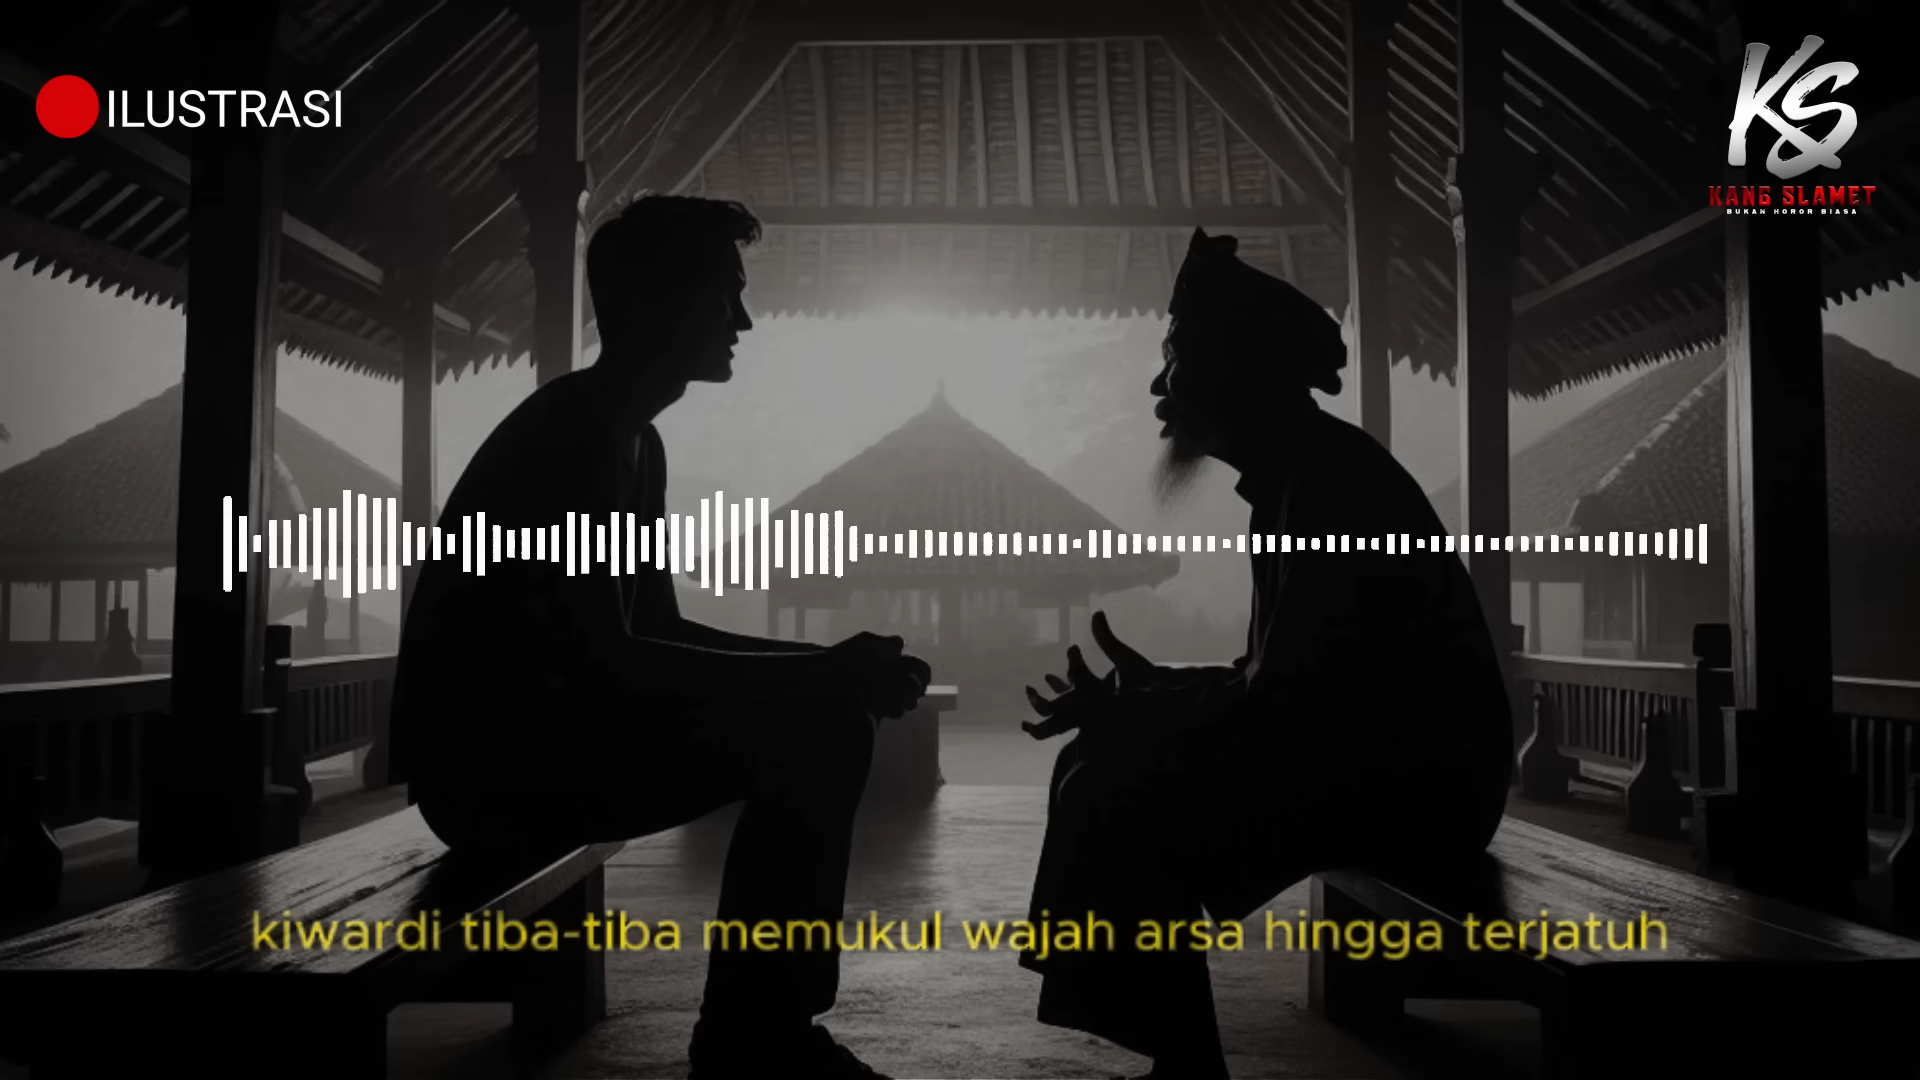 ILUSTRASI
KS
KANG SLAMET
BUKAN HOROR BIASA
kiwardi tiba-tiba memukul wajah arsa hingga terjatuh